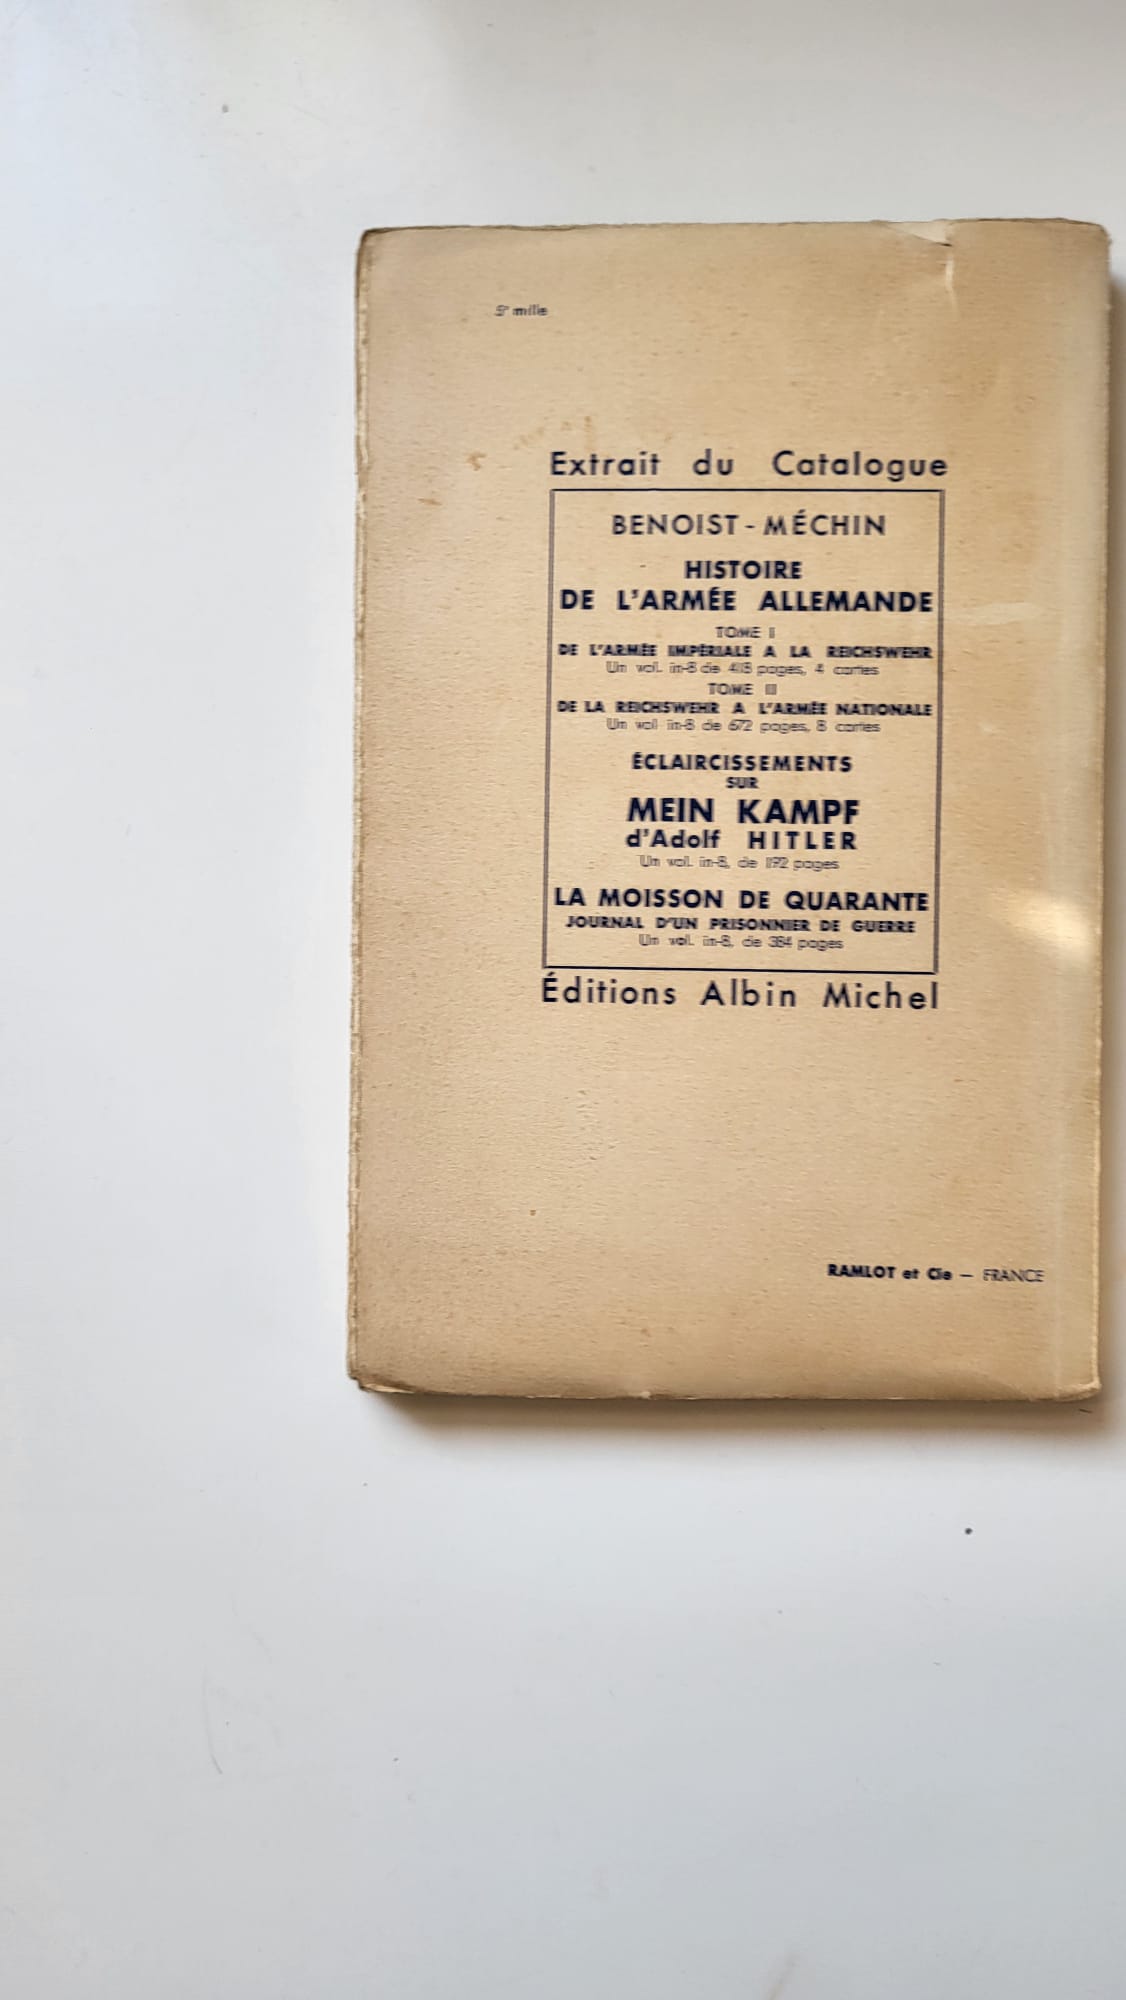 5e mille
Extrait du Catalogue
BENOIST - MÉCHIN
HISTOIRE
DE L'ARMÉE ALLEMANDE
TOME I
DE L'ARMÉE IMPÉRIALE A LA REICHSWEHR
Un vol. in-8 de 418 pages, 4 cartes
TOME II
DE LA REICHSWEHR A L'ARMÉE NATIONALE
Un vol in-8 de 672 pages, 8 cartes
ÉCLAIRCISSEMENTS
SUR
MEIN KAMPF
d'Adolf HITLER
Un vol. in-8, de 192 pages
LA MOISSON DE QUARANTE
JOURNAL D'UN PRISONNIER DE GUERRE
Un vol. in-8, de 384 pages
Éditions Albin Michel
RAMLOT et Cie — FRANCE